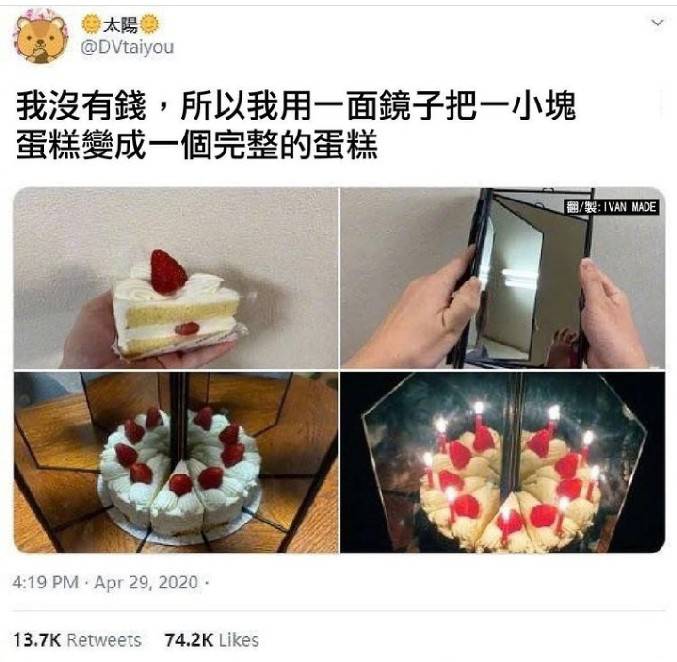 太陽
@DVtaiyou
我沒有錢，所以我用一面鏡子把一小塊
蛋糕變成一個完整的蛋糕
翻/製:IVAN MADE
4:19 PM · Apr 29, 2020 ·
13.7K Retweets 74.2K Likes